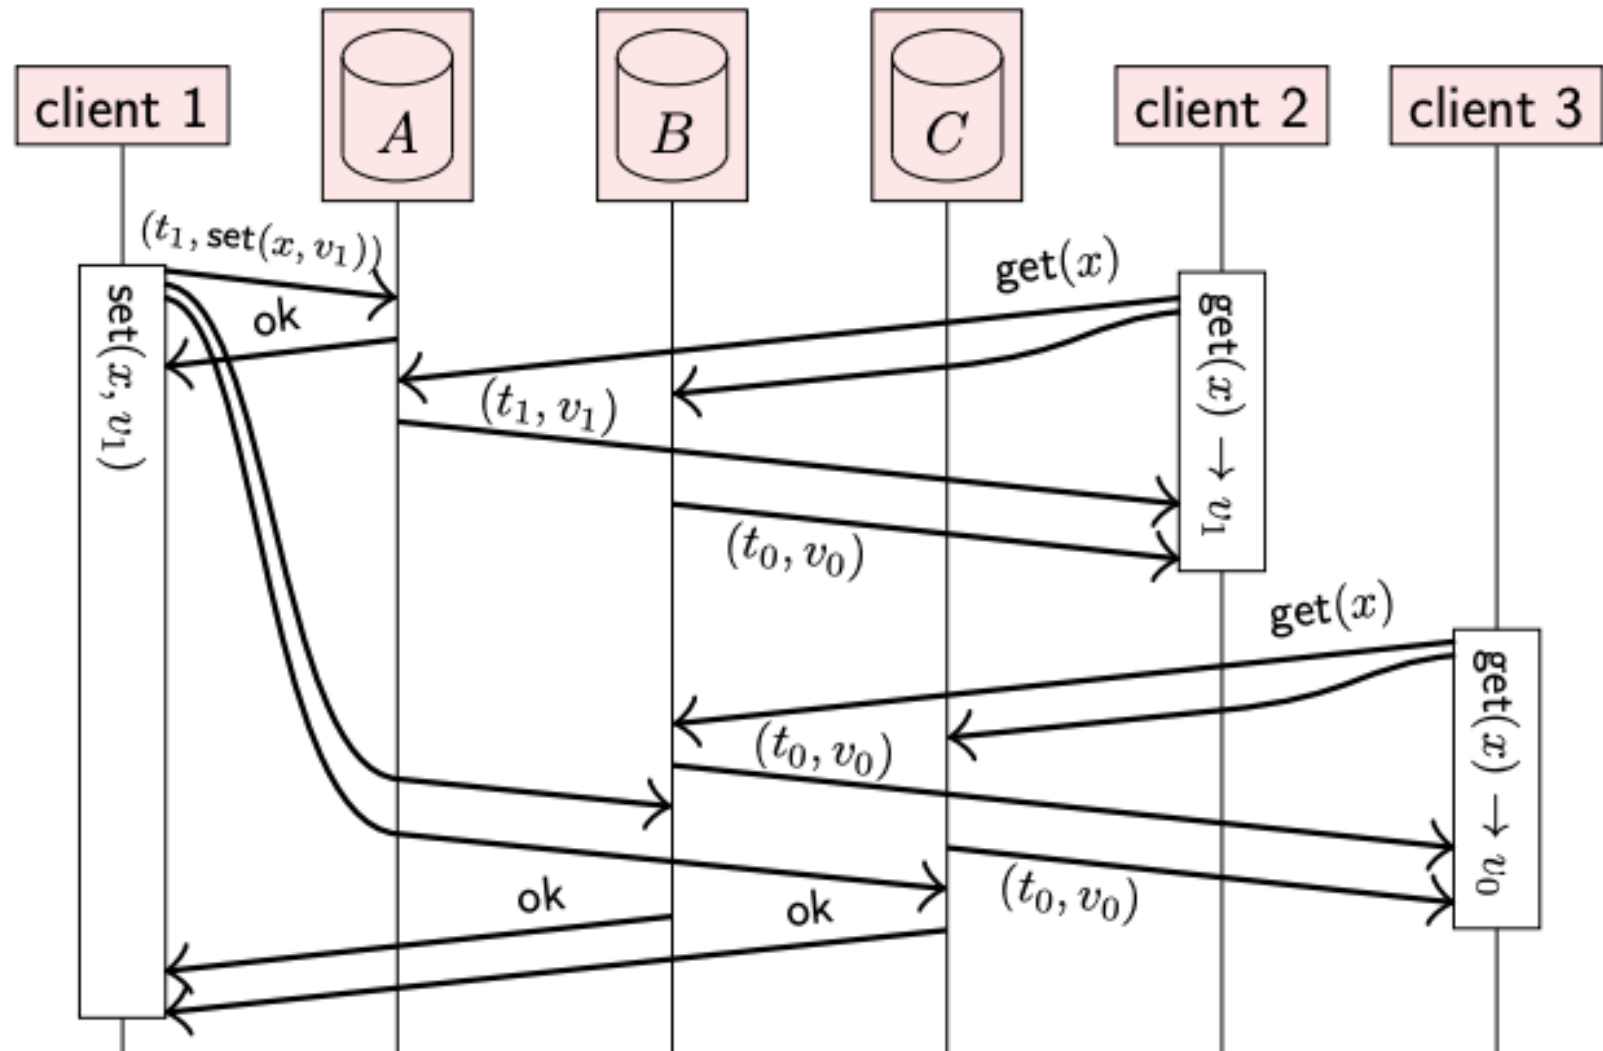 client 1
A
B
C
client 2
client 3
(t₁, set(x, v₁))
get(x)
ok
set(x, v₁)
get(x) → v₁
(t₁, v₁)
(t₀, v₀)
get(x)
get(x) → v₀
(t₀, v₀)
ok
ok
(t₀, v₀)